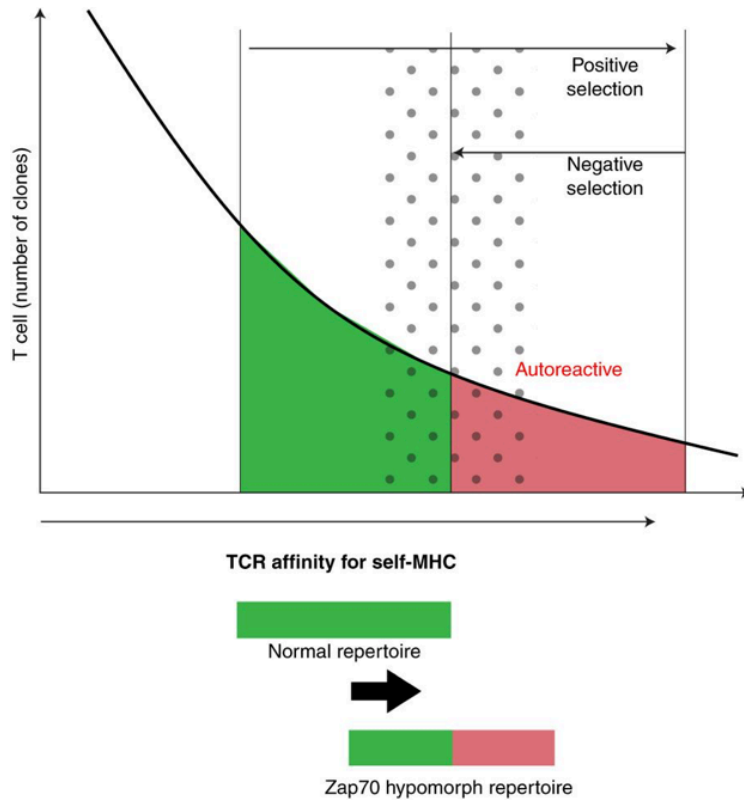 T cell (number of clones)
Positive
selection
Negative
selection
Autoreactive
TCR affinity for self-MHC
Normal repertoire
Zap70 hypomorph repertoire